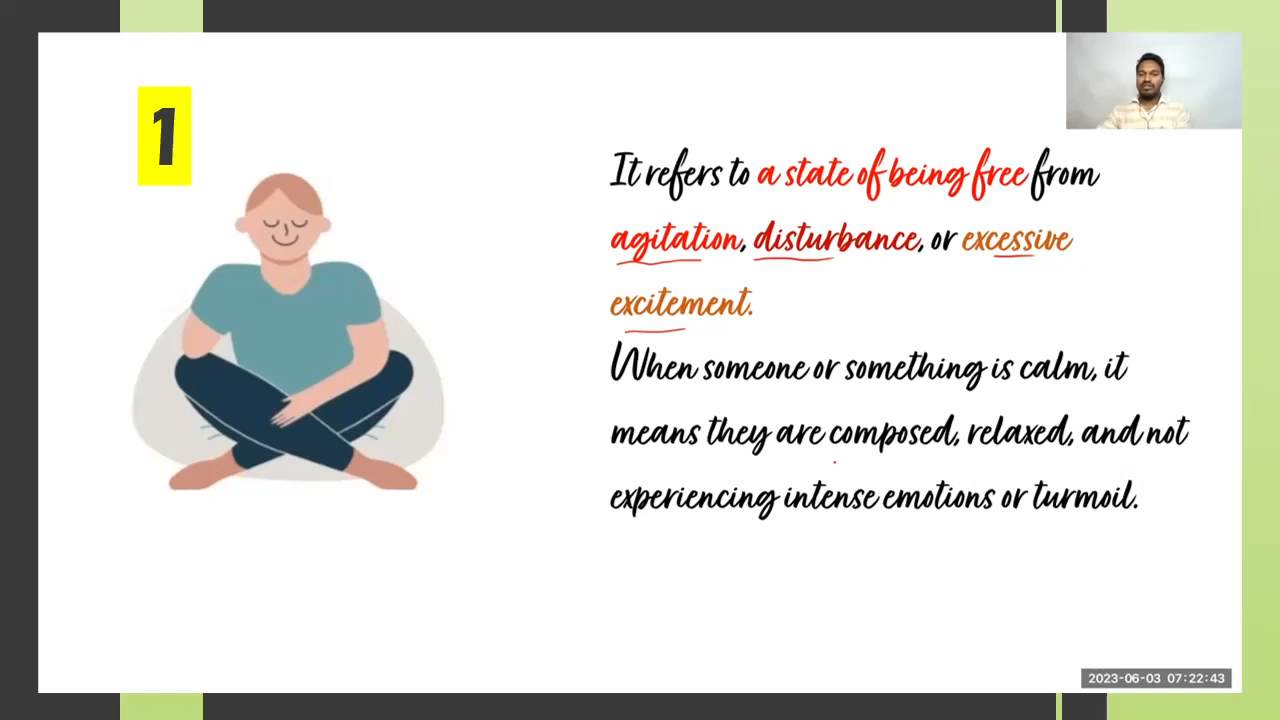 1
It refers to a state of being free from
agitation, disturbance, or excessive
excitement.
When someone or something is calm, it
means they are composed, relaxed, and not
experiencing intense emotions or turmoil.
2023-06-03 07:22:43